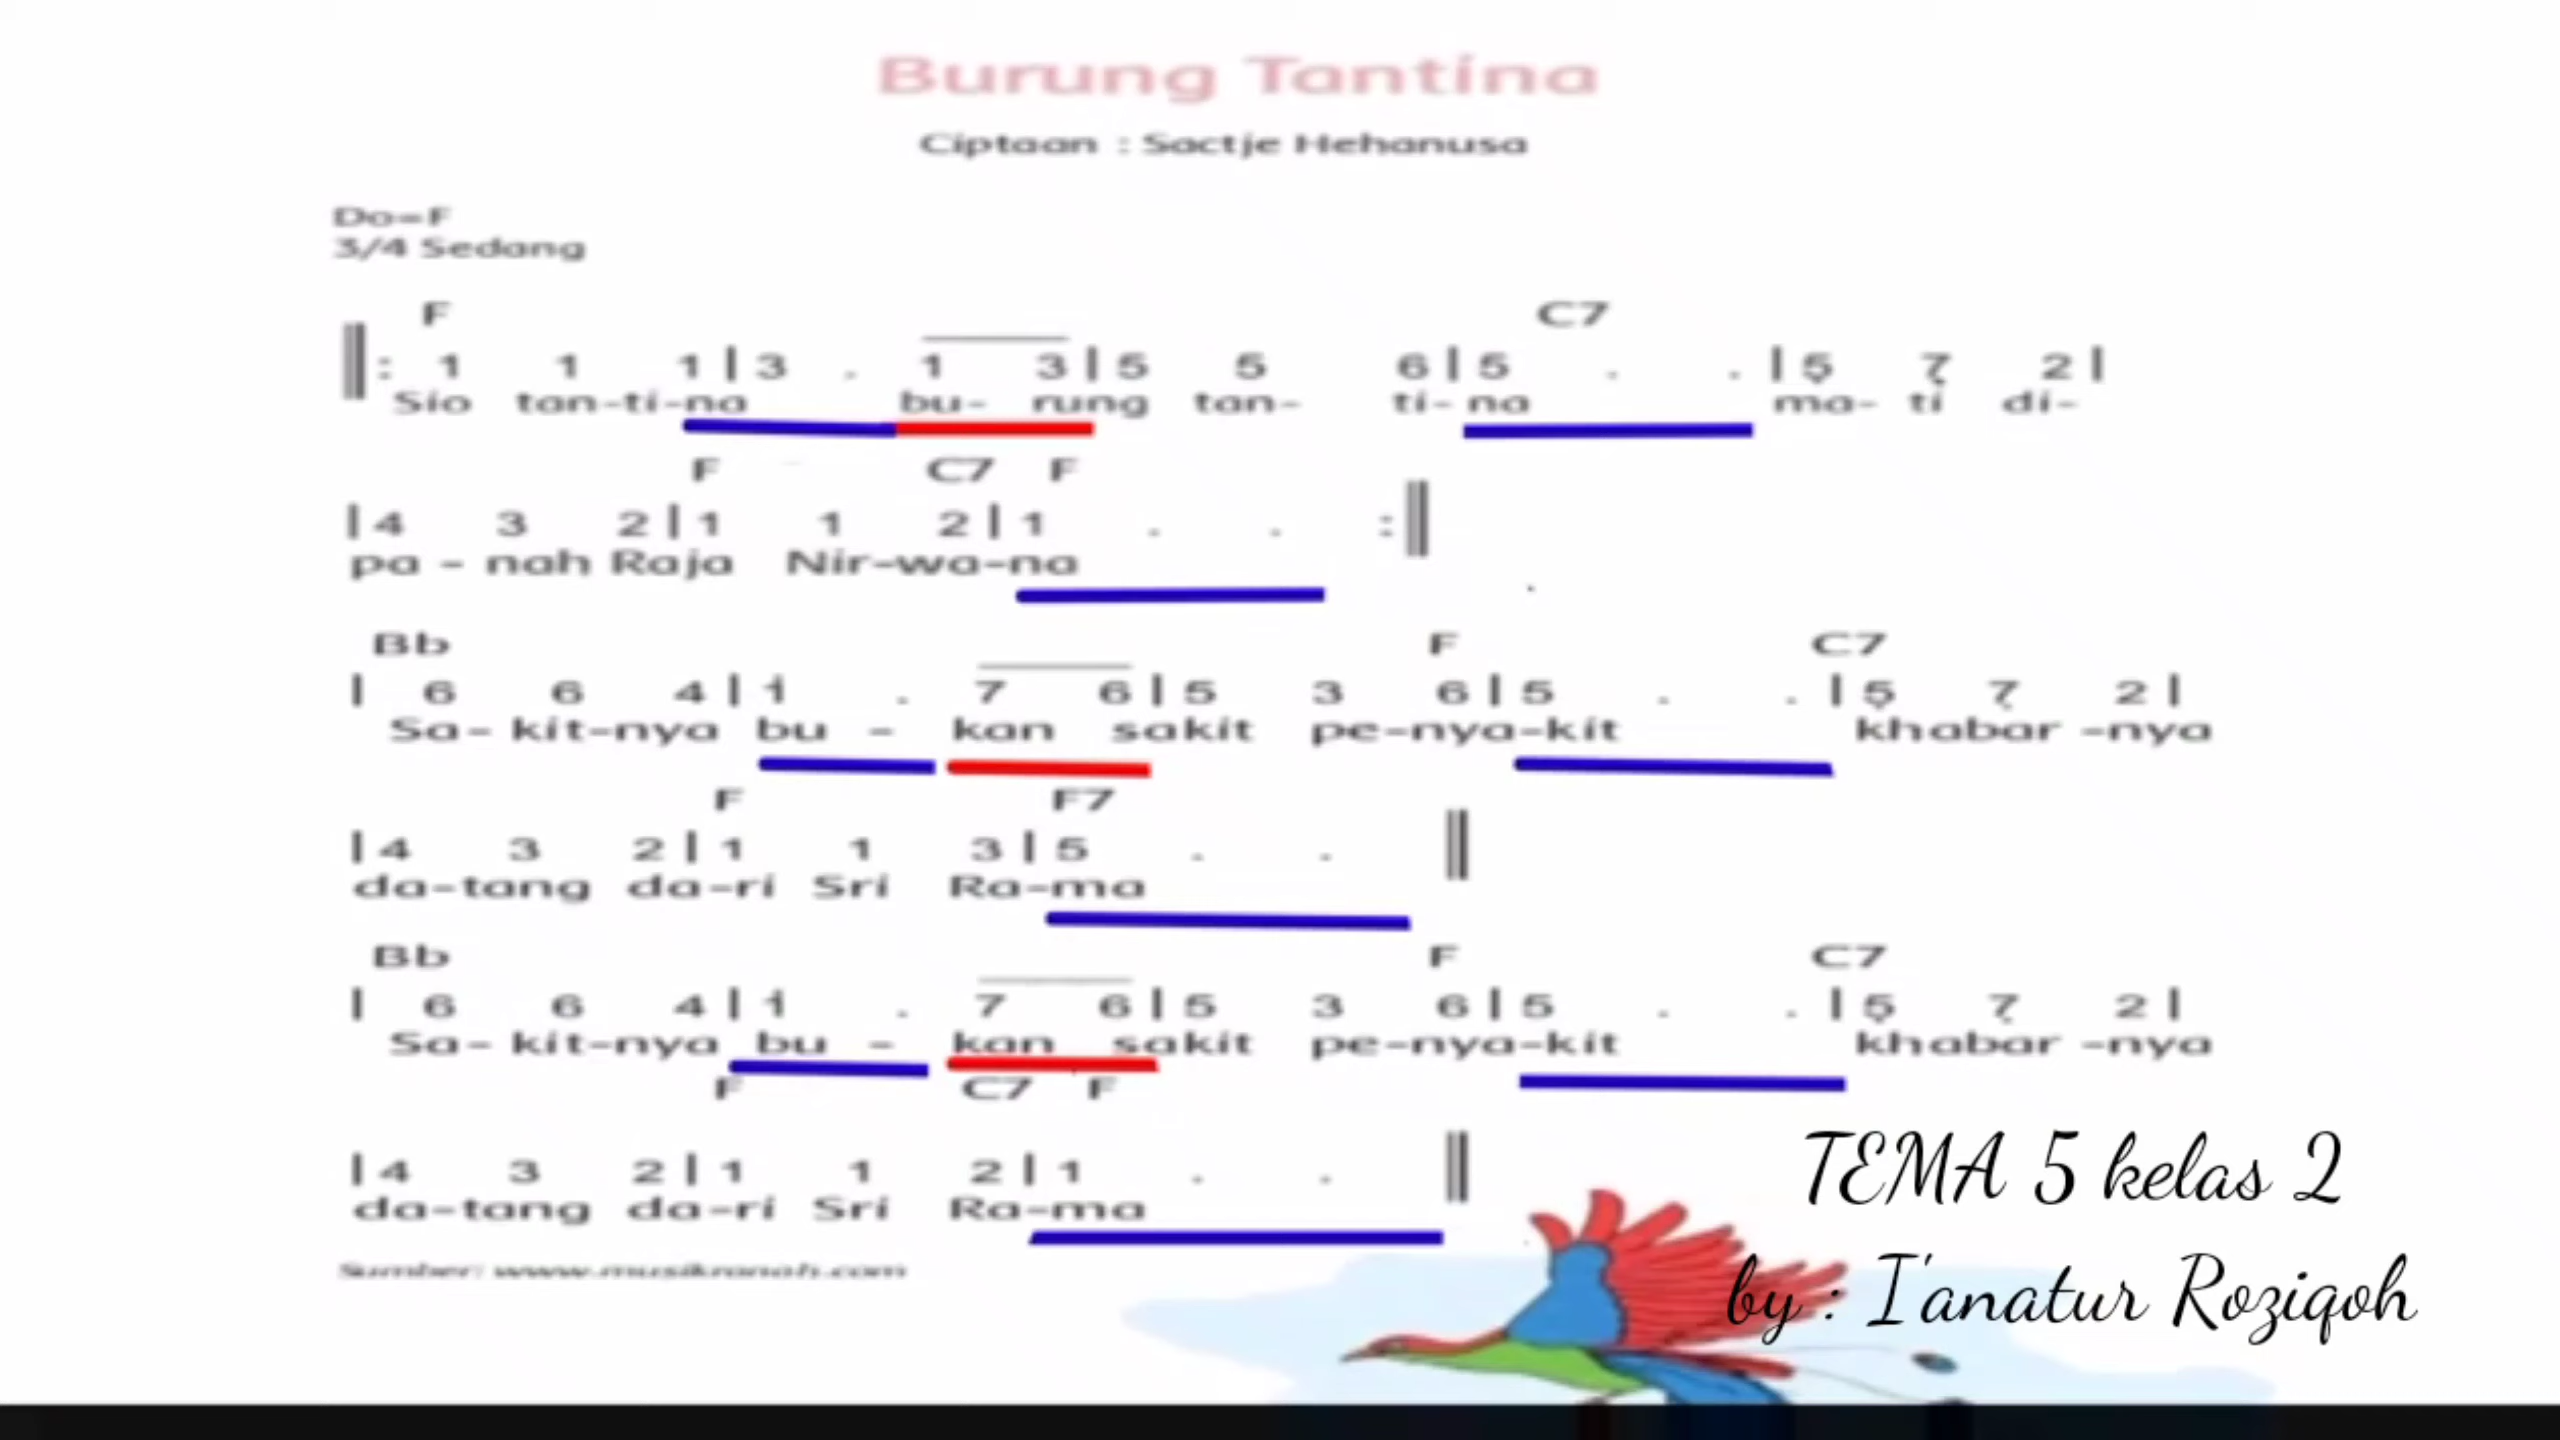 Burung Tantina
Ciptaan : Sactje Hehanusa
Do=F
3/4 Sedang
F C7
‖: 1 1 1 | 3 . 1 3 | 5 5 6 | 5 . . | 5̣ 7̣ 2 |
Sio tan-ti-na bu- rung tan- ti- na ma- ti di-
F C7 F
| 4 3 2 | 1 1 2 | 1 . . :‖
pa - nah Raja Nir-wa-na
Bb F C7
| 6 6 4 | 1̇ . 7 6 | 5 3 6 | 5 . . | 5̣ 7̣ 2 |
Sa- kit-nya bu - kan sakit pe-nya-kit khabar -nya
F F7
| 4 3 2 | 1 1 3 | 5 . . ‖
da-tang da-ri Sri Ra-ma
Bb F C7
| 6 6 4 | 1̇ . 7 6 | 5 3 6 | 5 . . | 5̣ 7̣ 2 |
Sa- kit-nya bu - kan sakit pe-nya-kit khabar -nya
F C7 F
| 4 3 2 | 1 1 2 | 1 . . ‖
da-tang da-ri Sri Ra-ma
Sumber: www.musikranah.com
TEMA 5 kelas 2
by : I'anatur Roziqoh